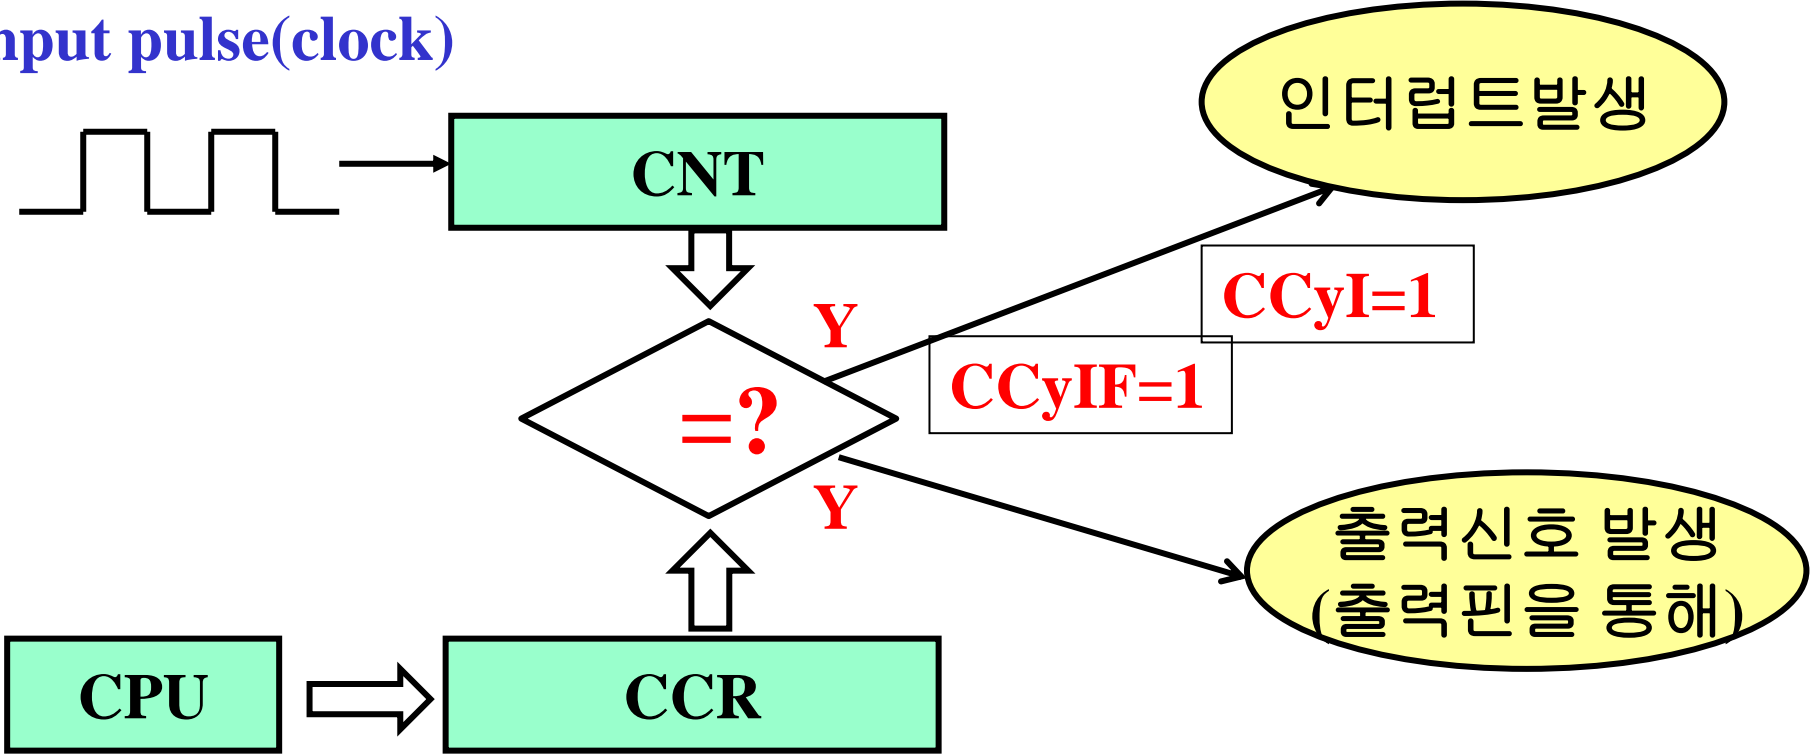 nput pulse(clock)
인터럽트발생
CNT
CCyI=1
Y
CCyIF=1
=?
Y
출력신호 발생
(출력핀을 통해)
CPU
CCR